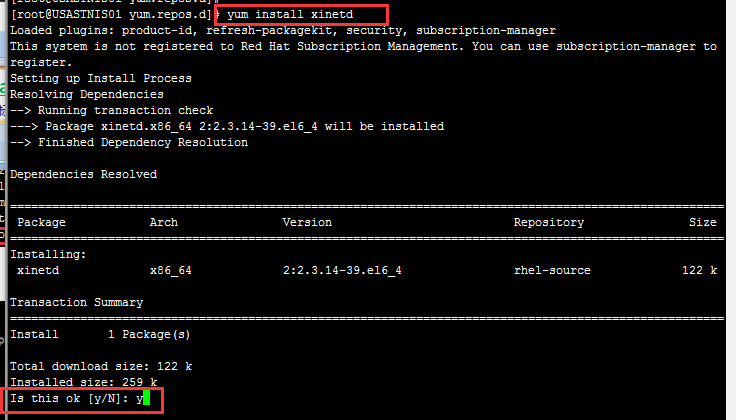 [root@USASTNIS01 yum.repos.d]#
[root@USASTNIS01 yum.repos.d]# yum install xinetd
Loaded plugins: product-id, refresh-packagekit, security, subscription-manager
This system is not registered to Red Hat Subscription Management. You can use subscription-manager to
register.
Setting up Install Process
Resolving Dependencies
--> Running transaction check
---> Package xinetd.x86_64 2:2.3.14-39.el6_4 will be installed
--> Finished Dependency Resolution
Dependencies Resolved
Package Arch Version Repository Size
Installing:
xinetd x86_64 2:2.3.14-39.el6_4 rhel-source 122 k
Transaction Summary
Install 1 Package(s)
Total download size: 122 k
Installed size: 259 k
Is this ok [y/N]: y